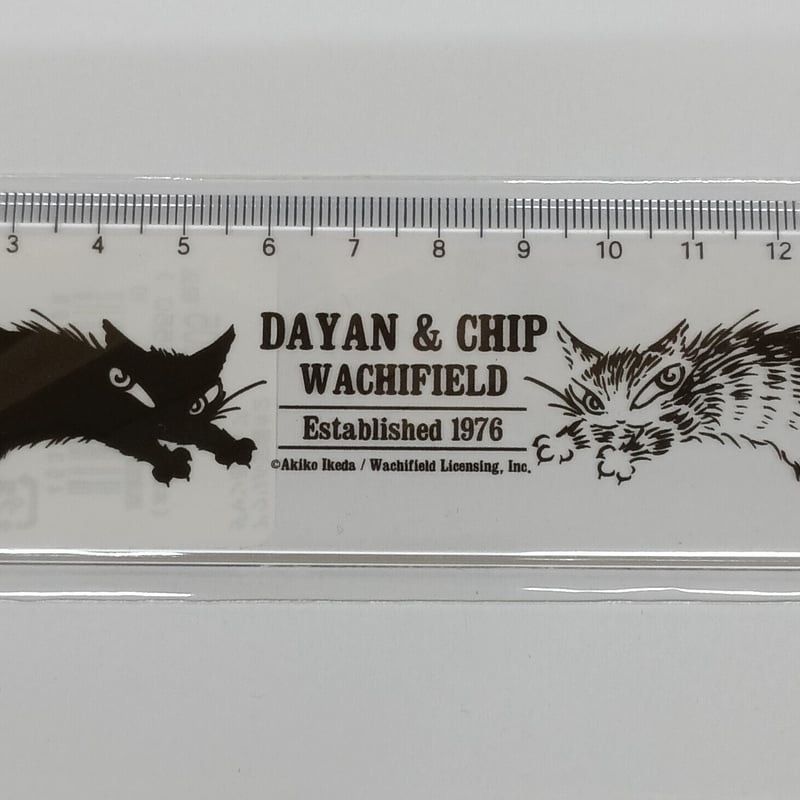 3 4 5 6 7 8 9 10 11 12
DAYAN & CHIP
WACHIFIELD
Established 1976
©Akiko Ikeda / Wachifield Licensing, Inc.